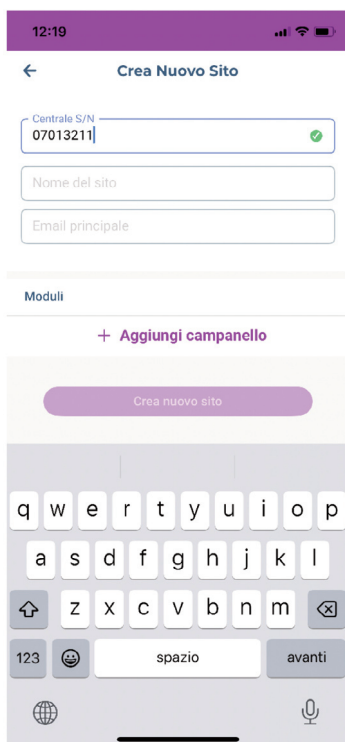 12:19
Crea Nuovo Sito
Centrale S/N
07013211
Nome del sito
Email principale
Moduli
+ Aggiungi campanello
Crea nuovo sito
q w e r t y u i o p
a s d f g h j k l
z x c v b n m
123 spazio avanti